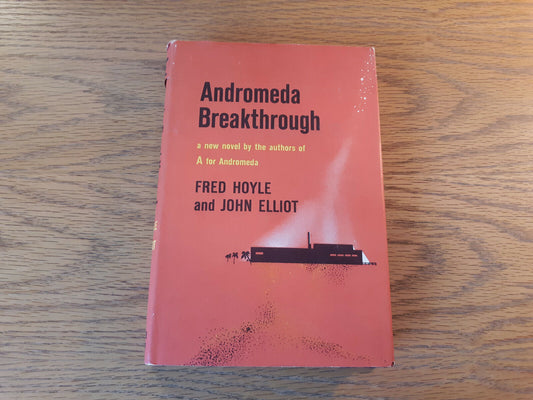 Andromeda
Breakthrough
a new novel by the authors of
A for Andromeda
FRED HOYLE
and JOHN ELLIOT